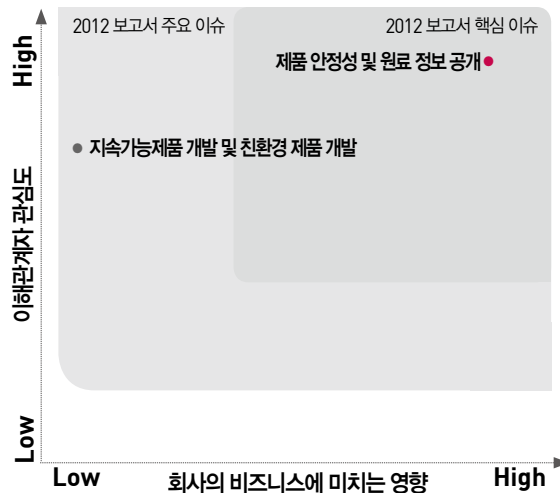 2012 보고서 주요 이슈
2012 보고서 핵심 이슈
제품 안정성 및 원료 정보 공개
지속가능제품 개발 및 친환경 제품 개발
High
이해관계자 관심도
Low
Low
회사의 비즈니스에 미치는 영향
High